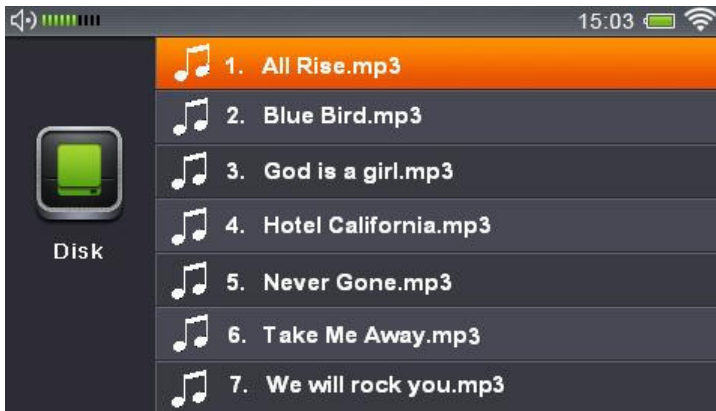 15:03
1. All Rise.mp3
2. Blue Bird.mp3
3. God is a girl.mp3
4. Hotel California.mp3
Disk
5. Never Gone.mp3
6. Take Me Away.mp3
7. We will rock you.mp3